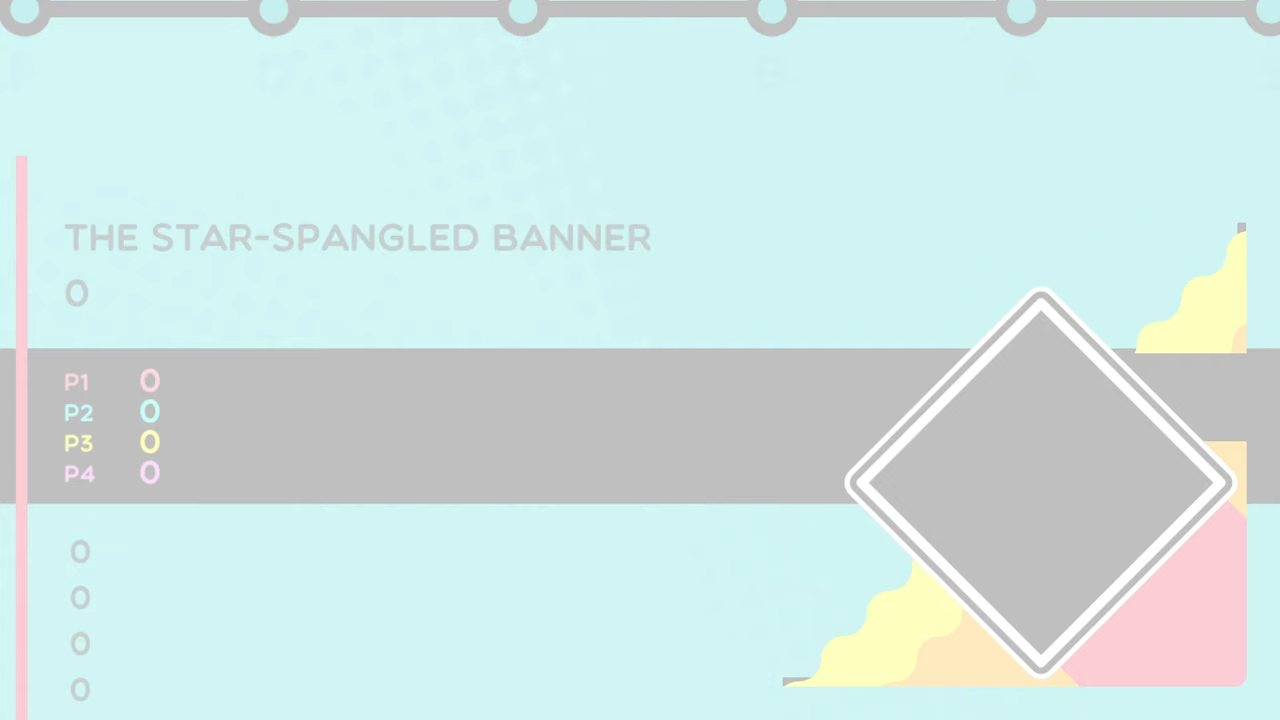 THE STAR-SPANGLED BANNER
0
P1 0
P2 0
P3 0
P4 0
0
0
0
0